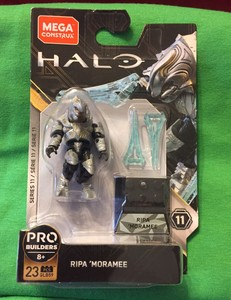 MEGA
CONSTRUX
HALO
SERIES 11 / SERIE 11 / SÉRIE 11
RIPA
'MORAMEE
11
PRO
BUILDERS
8+
23
RIPA 'MORAMEE